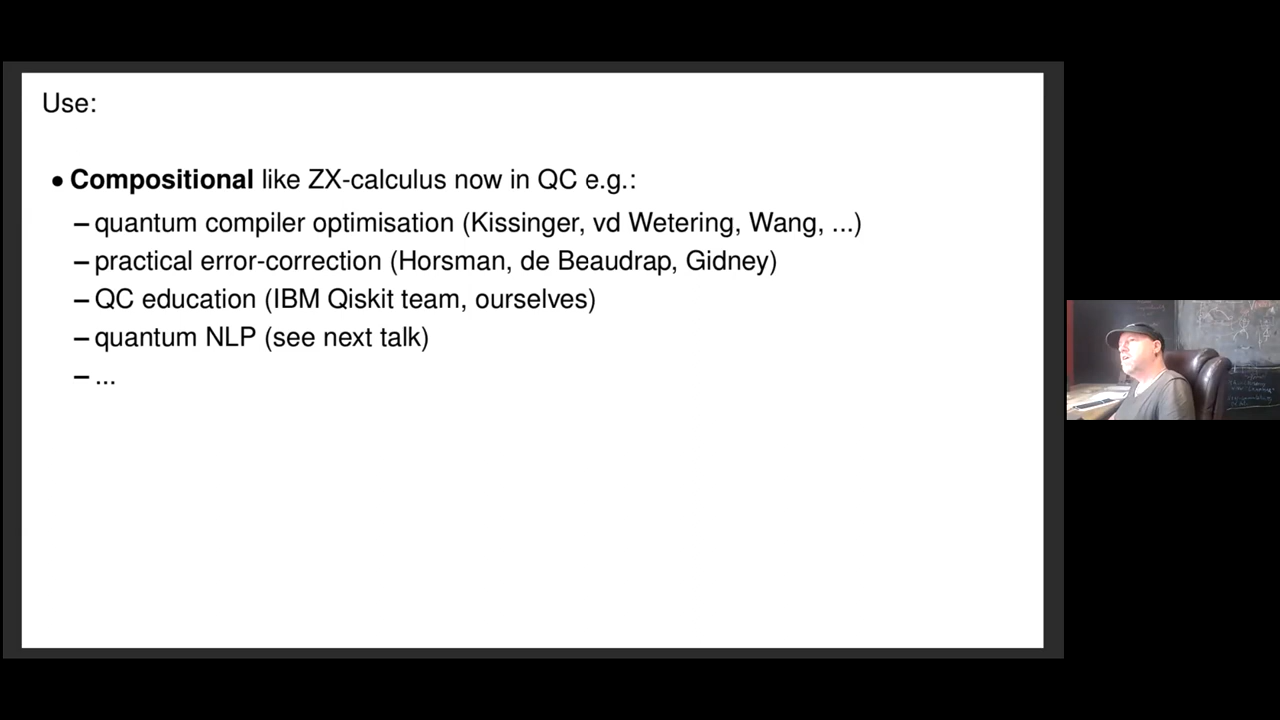 Use:
• Compositional like ZX-calculus now in QC e.g.:
– quantum compiler optimisation (Kissinger, vd Wetering, Wang, ...)
– practical error-correction (Horsman, de Beaudrap, Gidney)
– QC education (IBM Qiskit team, ourselves)
– quantum NLP (see next talk)
– ...